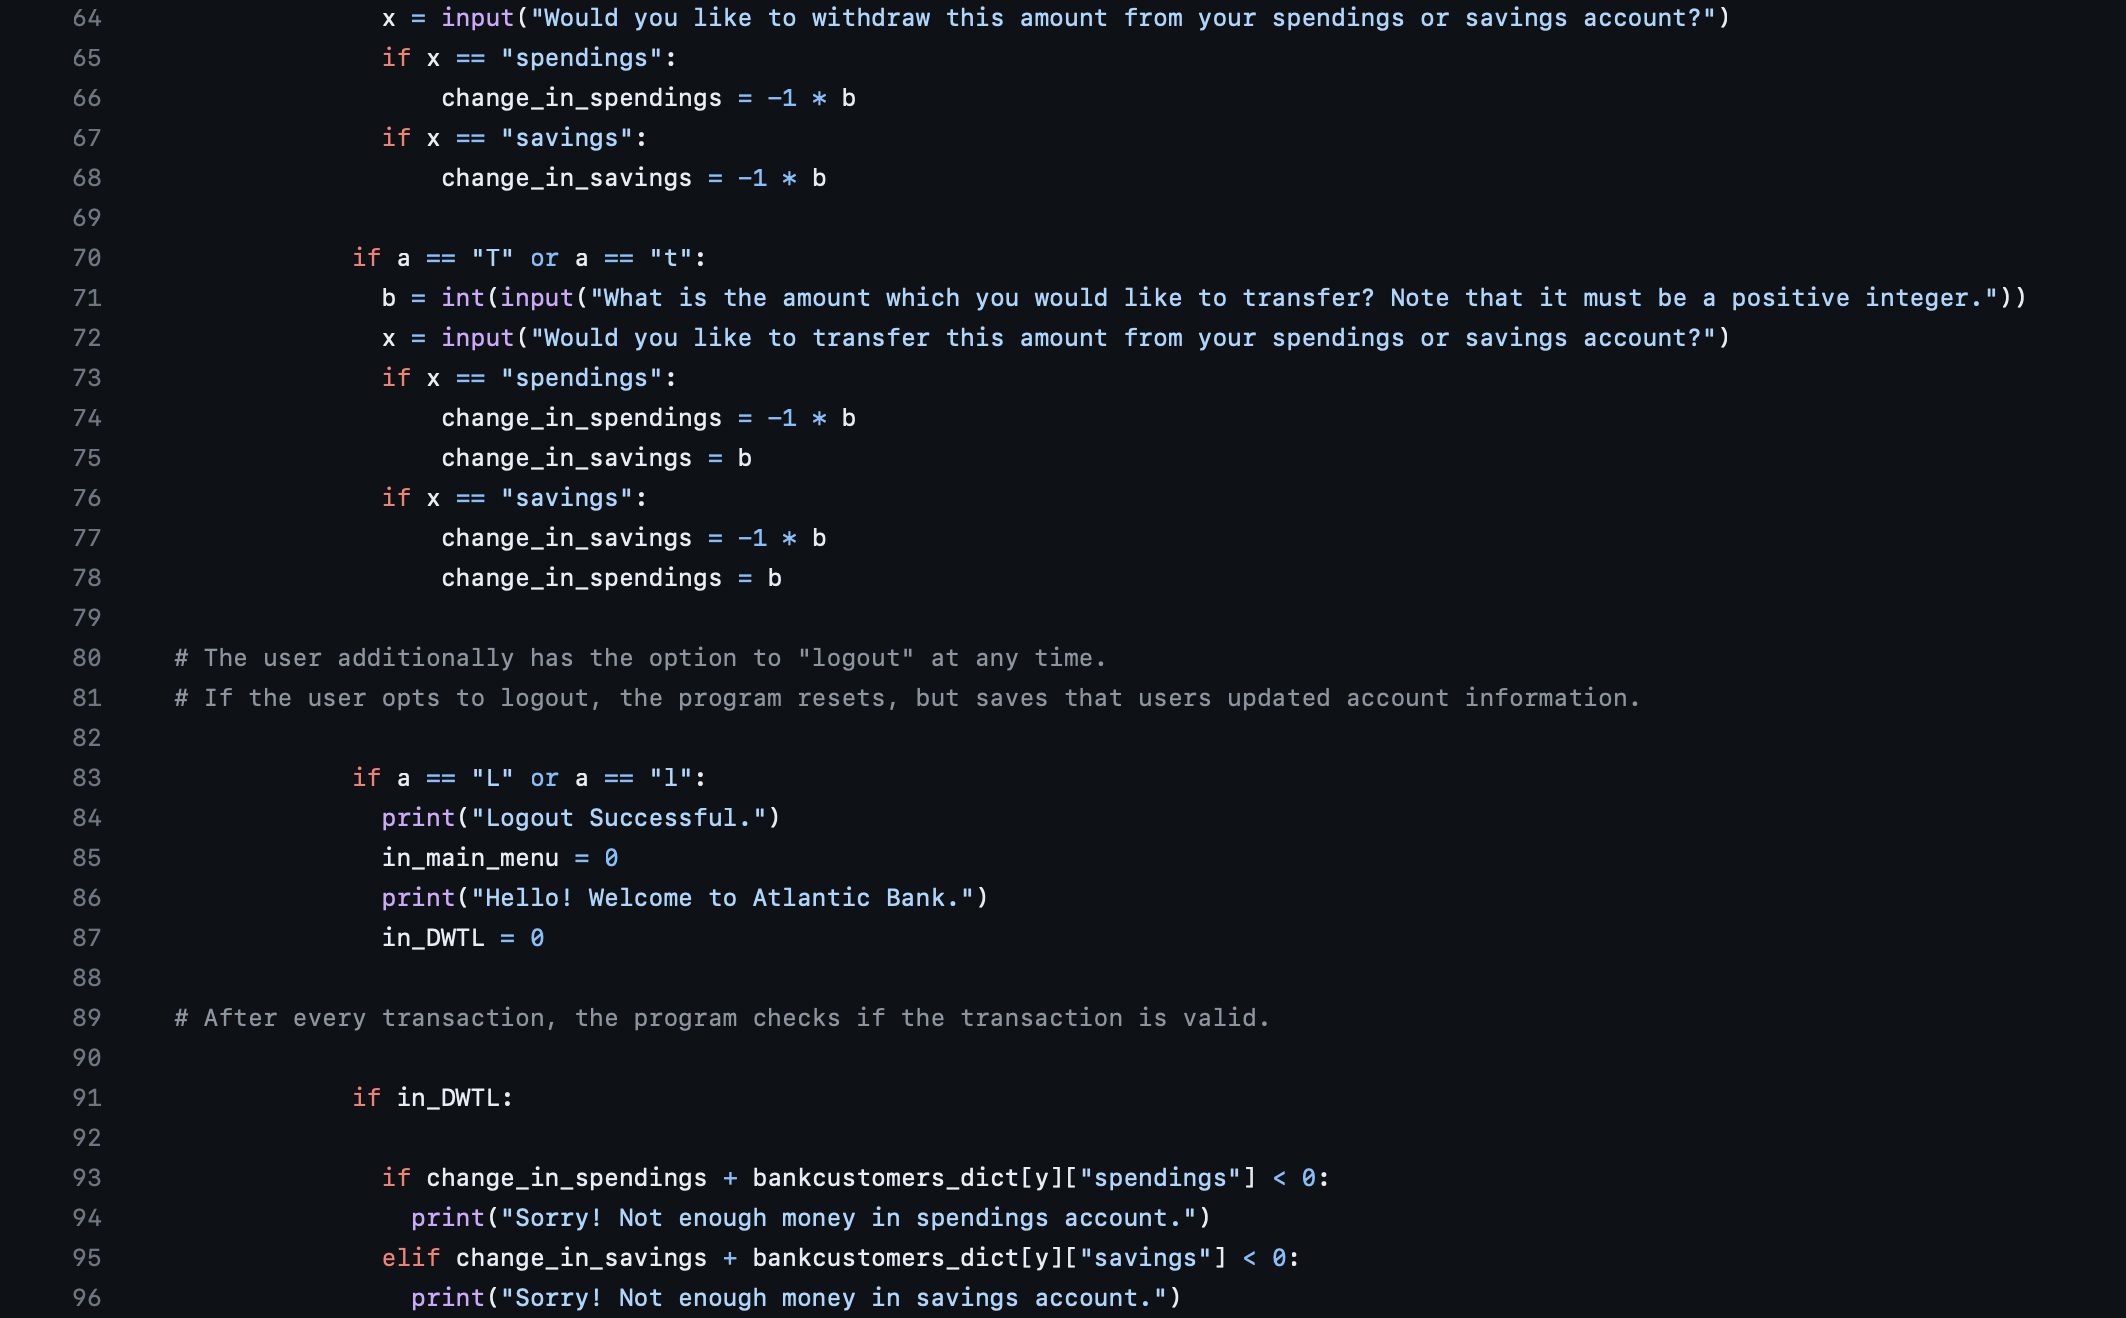 64 x = input("Would you like to withdraw this amount from your spendings or savings account?")
65 if x == "spendings":
66 change_in_spendings = -1 * b
67 if x == "savings":
68 change_in_savings = -1 * b
69
70 if a == "T" or a == "t":
71 b = int(input("What is the amount which you would like to transfer? Note that it must be a positive integer."))
72 x = input("Would you like to transfer this amount from your spendings or savings account?")
73 if x == "spendings":
74 change_in_spendings = -1 * b
75 change_in_savings = b
76 if x == "savings":
77 change_in_savings = -1 * b
78 change_in_spendings = b
79
80 # The user additionally has the option to "logout" at any time.
81 # If the user opts to logout, the program resets, but saves that users updated account information.
82
83 if a == "L" or a == "l":
84 print("Logout Successful.")
85 in_main_menu = 0
86 print("Hello! Welcome to Atlantic Bank.")
87 in_DWTL = 0
88
89 # After every transaction, the program checks if the transaction is valid.
90
91 if in_DWTL:
92
93 if change_in_spendings + bankcustomers_dict[y]["spendings"] < 0:
94 print("Sorry! Not enough money in spendings account.")
95 elif change_in_savings + bankcustomers_dict[y]["savings"] < 0:
96 print("Sorry! Not enough money in savings account.")